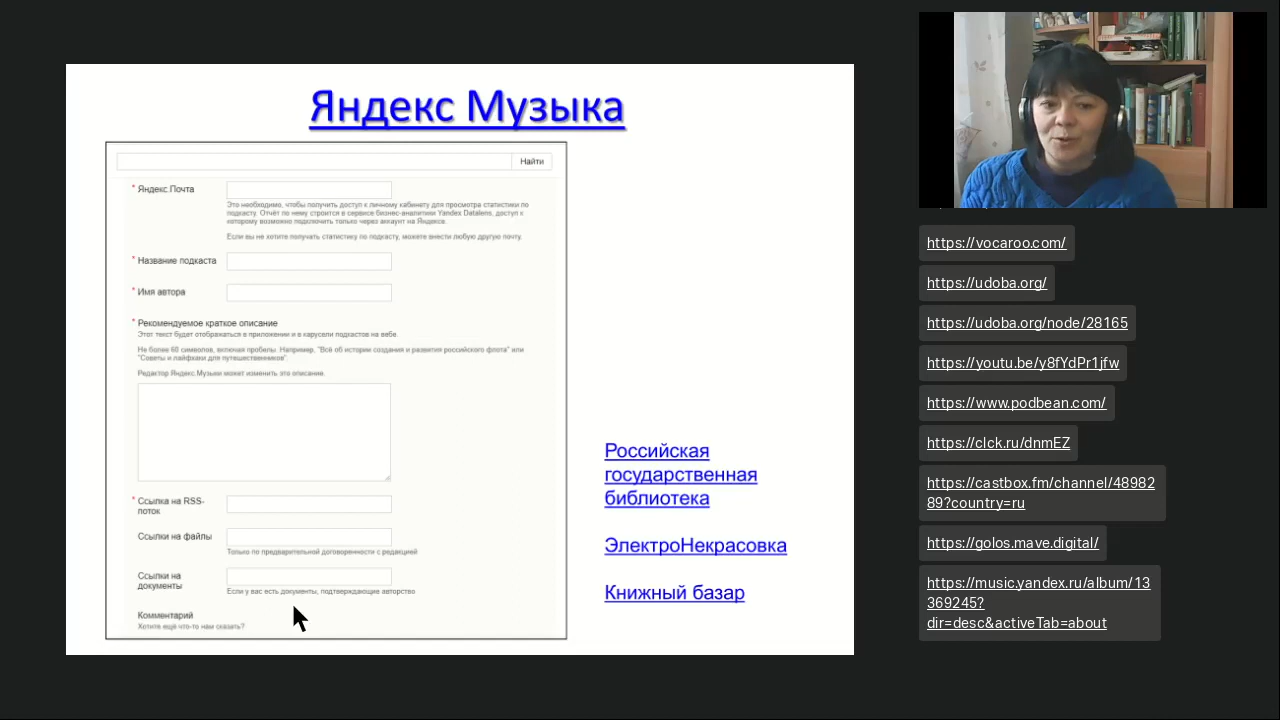 Яндекс Музыка
Найти
* Яндекс.Почта
Это необходимо, чтобы получить доступ к личному кабинету для просмотра статистики по
подкасту. Отчёт по нему строится в сервисе бизнес-аналитики Yandex Datalens, доступ к
которому возможно подключать только через аккаунт на Яндексе.
Если вы не хотите получать статистику по подкасту, можете внести любую другую почту.
* Название подкаста
* Имя автора
* Рекомендуемое краткое описание
Этот текст будет отображаться в приложении и в карусели подкастов на вебе.
Не более 60 символов, включая пробелы. Например, "Всё об истории создания и развития российского флота" или
"Советы и лайфхаки для путешественников".
Редактор Яндекс.Музыки может изменить это описание.
* Ссылка на RSS-
поток
Ссылки на файлы
Только по предварительной договоренности с редакцией
Ссылки на
документы
Если у вас есть документы, подтверждающие авторство
Комментарий
Хотите ещё что-то нам сказать?
Российская
государственная
библиотека
ЭлектроНекрасовка
Книжный базар
https://vocaroo.com/
https://udoba.org/
https://udoba.org/node/28165
https://youtu.be/y8fYdPr1jfw
https://www.podbean.com/
https://clck.ru/dnmEZ
https://castbox.fm/channel/48982
89?country=ru
https://golos.mave.digital/
https://music.yandex.ru/album/13
369245?
dir=desc&activeTab=about